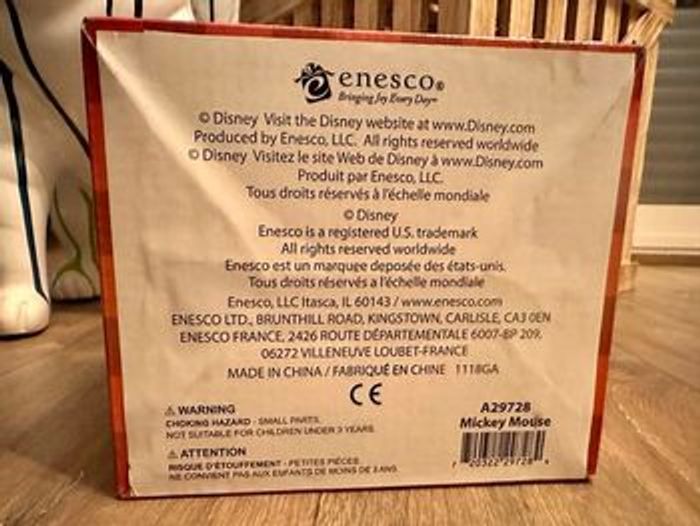 enesco®
Bringing Joy Every Day™
© Disney Visit the Disney website at www.Disney.com
Produced by Enesco, LLC. All rights reserved worldwide
© Disney Visitez le site Web de Disney à www.Disney.com
Produit par Enesco, LLC.
Tous droits réservés à l'échelle mondiale
© Disney
Enesco is a registered U.S. trademark
All rights reserved worldwide
Enesco est un marque deposée des états-unis.
Tous droits réservés a l'échelle mondiale
Enesco, LLC Itasca, IL 60143 / www.enesco.com
ENESCO LTD., BRUNTHILL ROAD, KINGSTOWN, CARLISLE, CA3 0EN
ENESCO FRANCE, 2426 ROUTE DÉPARTEMENTALE 6007-BP 209,
06272 VILLENEUVE LOUBET-FRANCE
MADE IN CHINA / FABRIQUÉ EN CHINE 1118GA
CE
⚠ WARNING
CHOKING HAZARD - SMALL PARTS.
NOT SUITABLE FOR CHILDREN UNDER 3 YEARS.
⚠ ATTENTION
RISQUE D'ÉTOUFFEMENT - PETITES PIÈCES.
NE CONVIENT PAS AUX ENFANTS DE MOINS DE 3 ANS.
A29728
Mickey Mouse